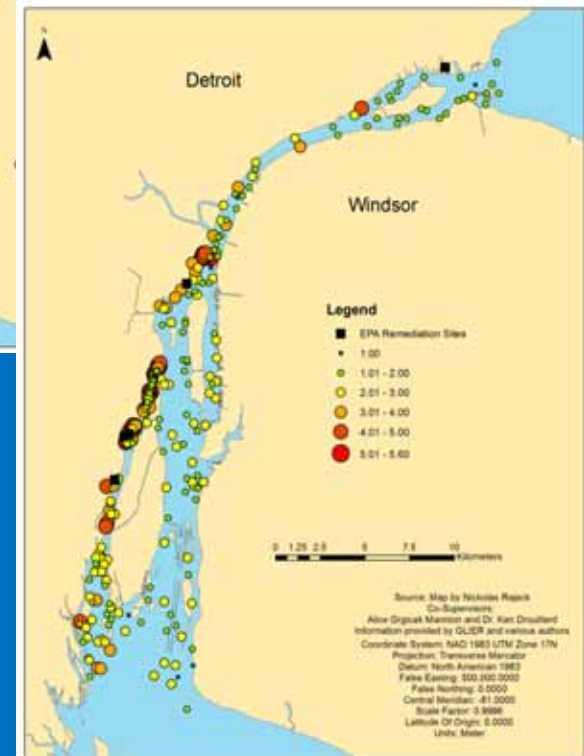 N
Detroit
Windsor
Legend
EPA Remediation Sites
1.00
1.01 - 2.00
2.01 - 3.00
3.01 - 4.00
4.01 - 5.00
5.01 - 5.60
0 1.25 2.5 5 7.5 10
Kilometers
Source: Map by Nickolas
Co-Supervisors:
Alice Grgicak Mannion and Dr. Ken Drouillard
Information provided by GLIER and various authors
Coordinate System: NAD 1983 UTM Zone 17N
Projection: Transverse Mercator
Datum: North American 1983
False Easting: 500,000.0000
False Northing: 0.0000
Central Meridian: -81.0000
Scale Factor: 0.9996
Latitude Of Origin: 0.0000
Units: Meter